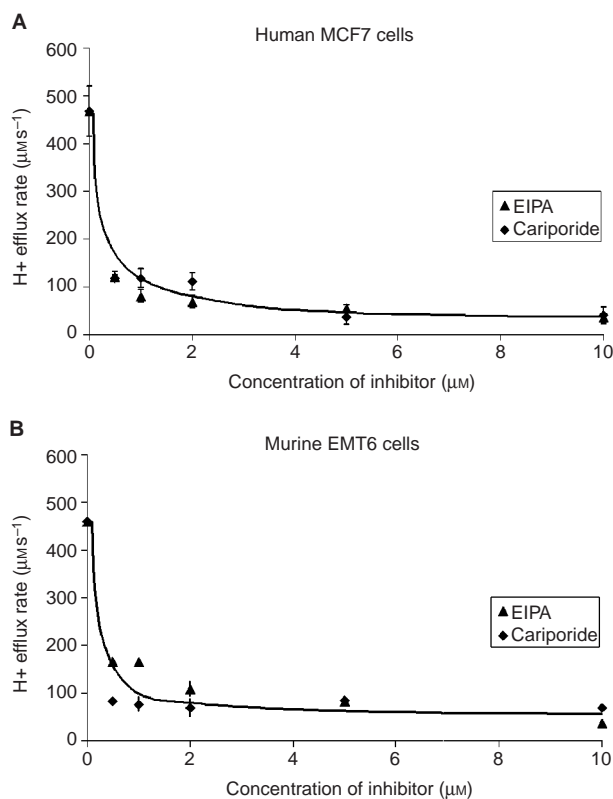 A
Human MCF7 cells
600
500
400
300
200
100
0
H+ efflux rate (μM s⁻¹)
EIPA
Cariporide
0 2 4 6 8 10
Concentration of inhibitor (μM)
B
Murine EMT6 cells
600
500
400
300
200
100
0
H+ efflux rate (μM s⁻¹)
EIPA
Cariporide
0 2 4 6 8 10
Concentration of inhibitor (μM)